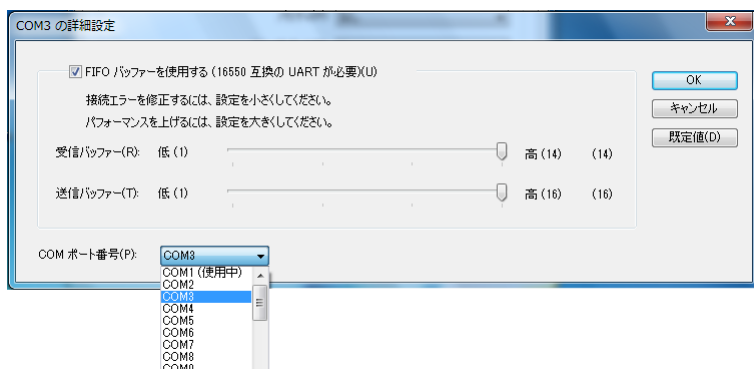 COM3 の詳細設定
FIFO バッファーを使用する (16550 互換の UART が必要)(U)
接続エラーを修正するには、設定を小さくしてください。
パフォーマンスを上げるには、設定を大きくしてください。
受信バッファー(R): 低 (1) 高 (14) (14)
送信バッファー(T): 低 (1) 高 (16) (16)
OK
キャンセル
既定値(D)
COM ポート番号(P): COM3
COM1 (使用中)
COM2
COM3
COM4
COM5
COM6
COM7
COM8